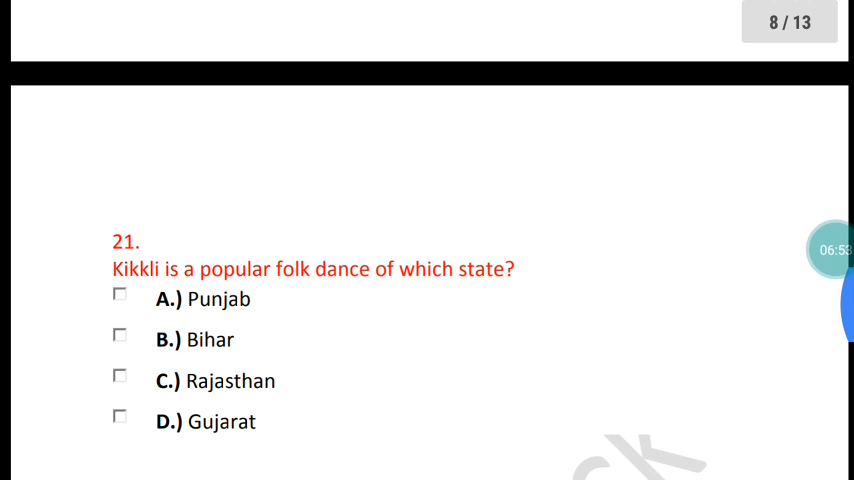 8 / 13
21.
Kikkli is a popular folk dance of which state?
06:53
A.) Punjab
B.) Bihar
C.) Rajasthan
D.) Gujarat